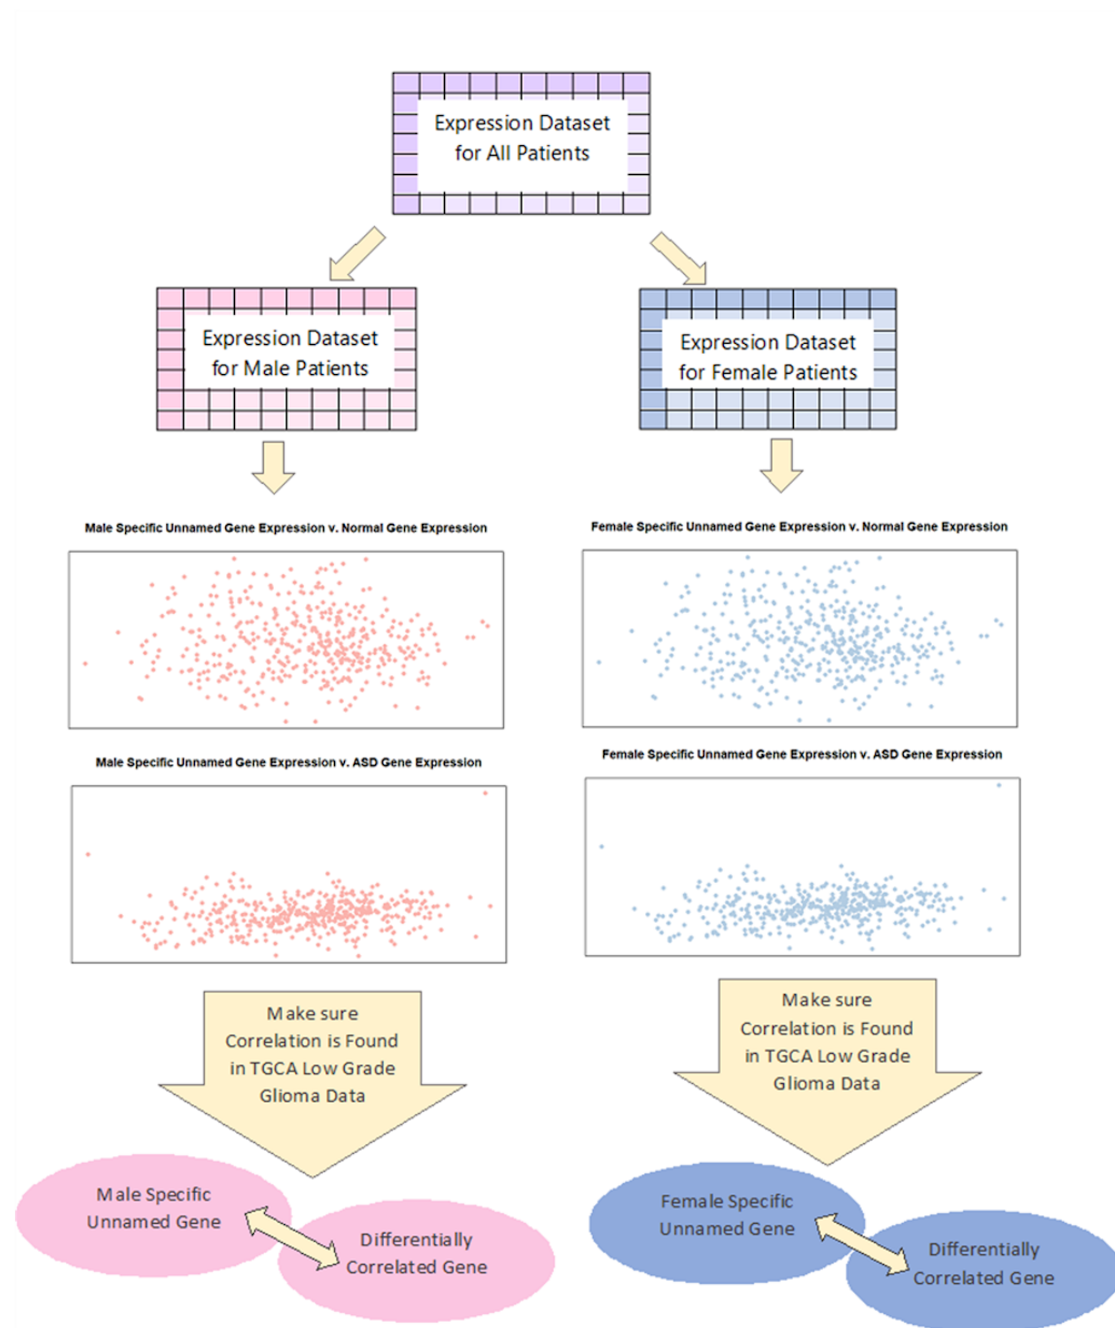 Expression Dataset
for All Patients
Expression Dataset
for Male Patients
Expression Dataset
for Female Patients
Male Specific Unnamed Gene Expression v. Normal Gene Expression
Female Specific Unnamed Gene Expression v. Normal Gene Expression
Male Specific Unnamed Gene Expression v. ASD Gene Expression
Female Specific Unnamed Gene Expression v. ASD Gene Expression
Make sure
Correlation is Found
in TGCA Low Grade
Glioma Data
Make sure
Correlation is Found
in TGCA Low Grade
Glioma Data
Male Specific
Unnamed Gene
Differentially
Correlated Gene
Female Specific
Unnamed Gene
Differentially
Correlated Gene